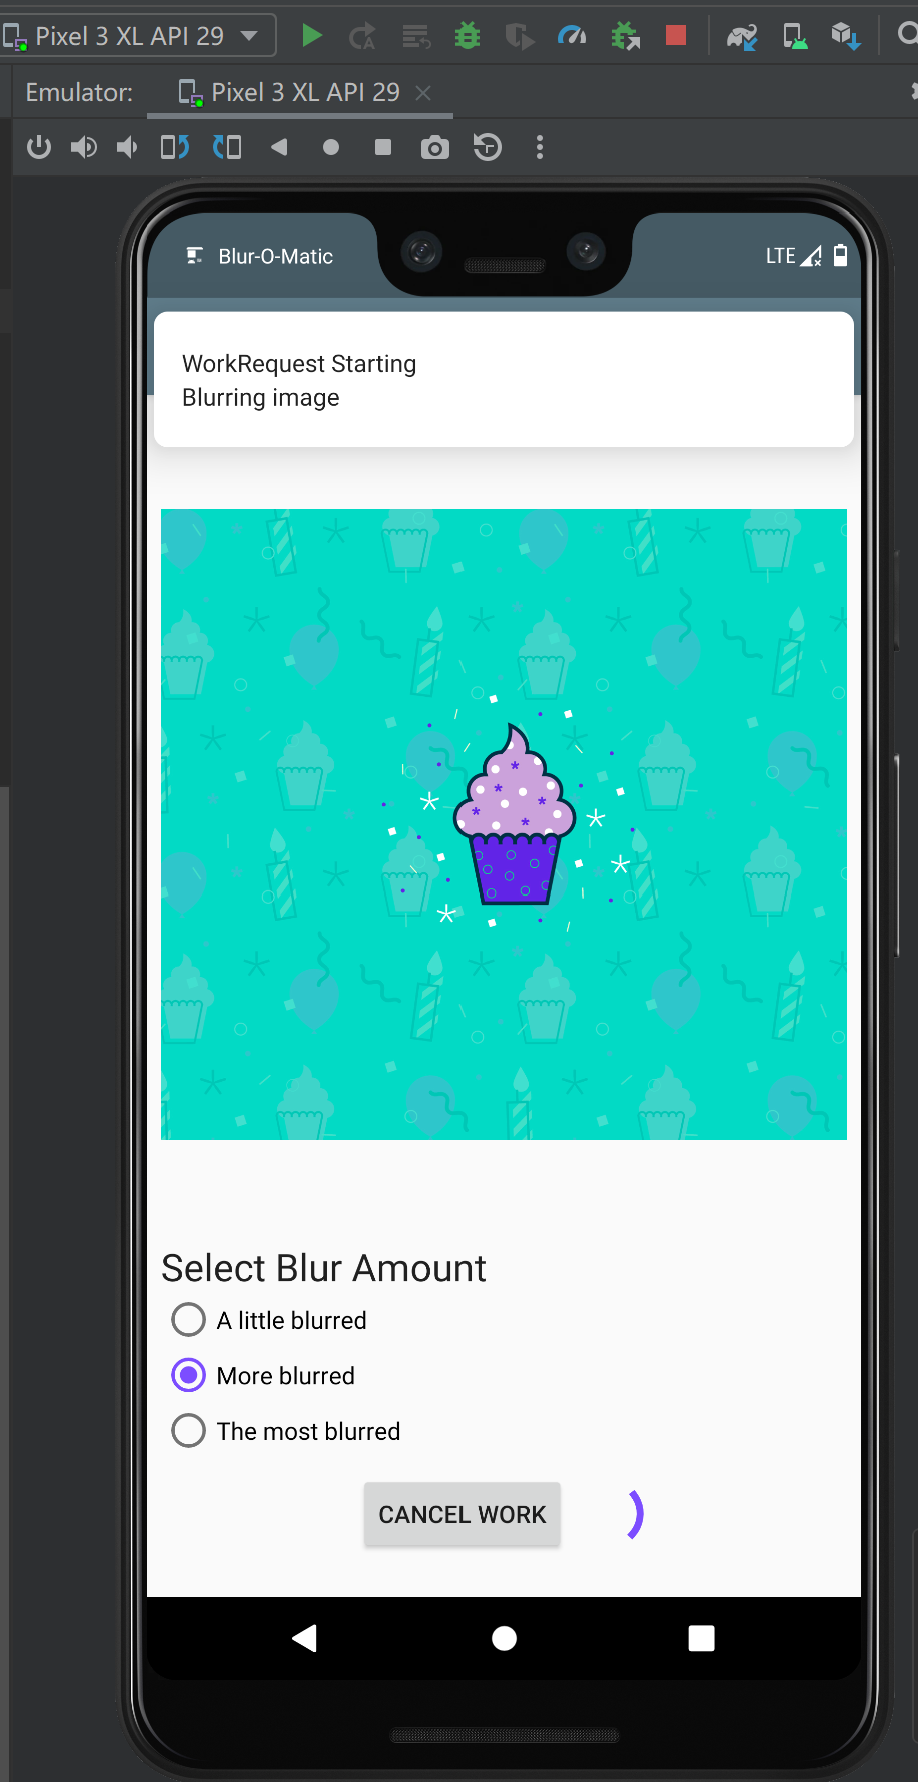 Pixel 3 XL API 29
Emulator:
Pixel 3 XL API 29
Blur-O-Matic
LTE
WorkRequest Starting
Blurring image
Select Blur Amount
A little blurred
More blurred
The most blurred
CANCEL WORK